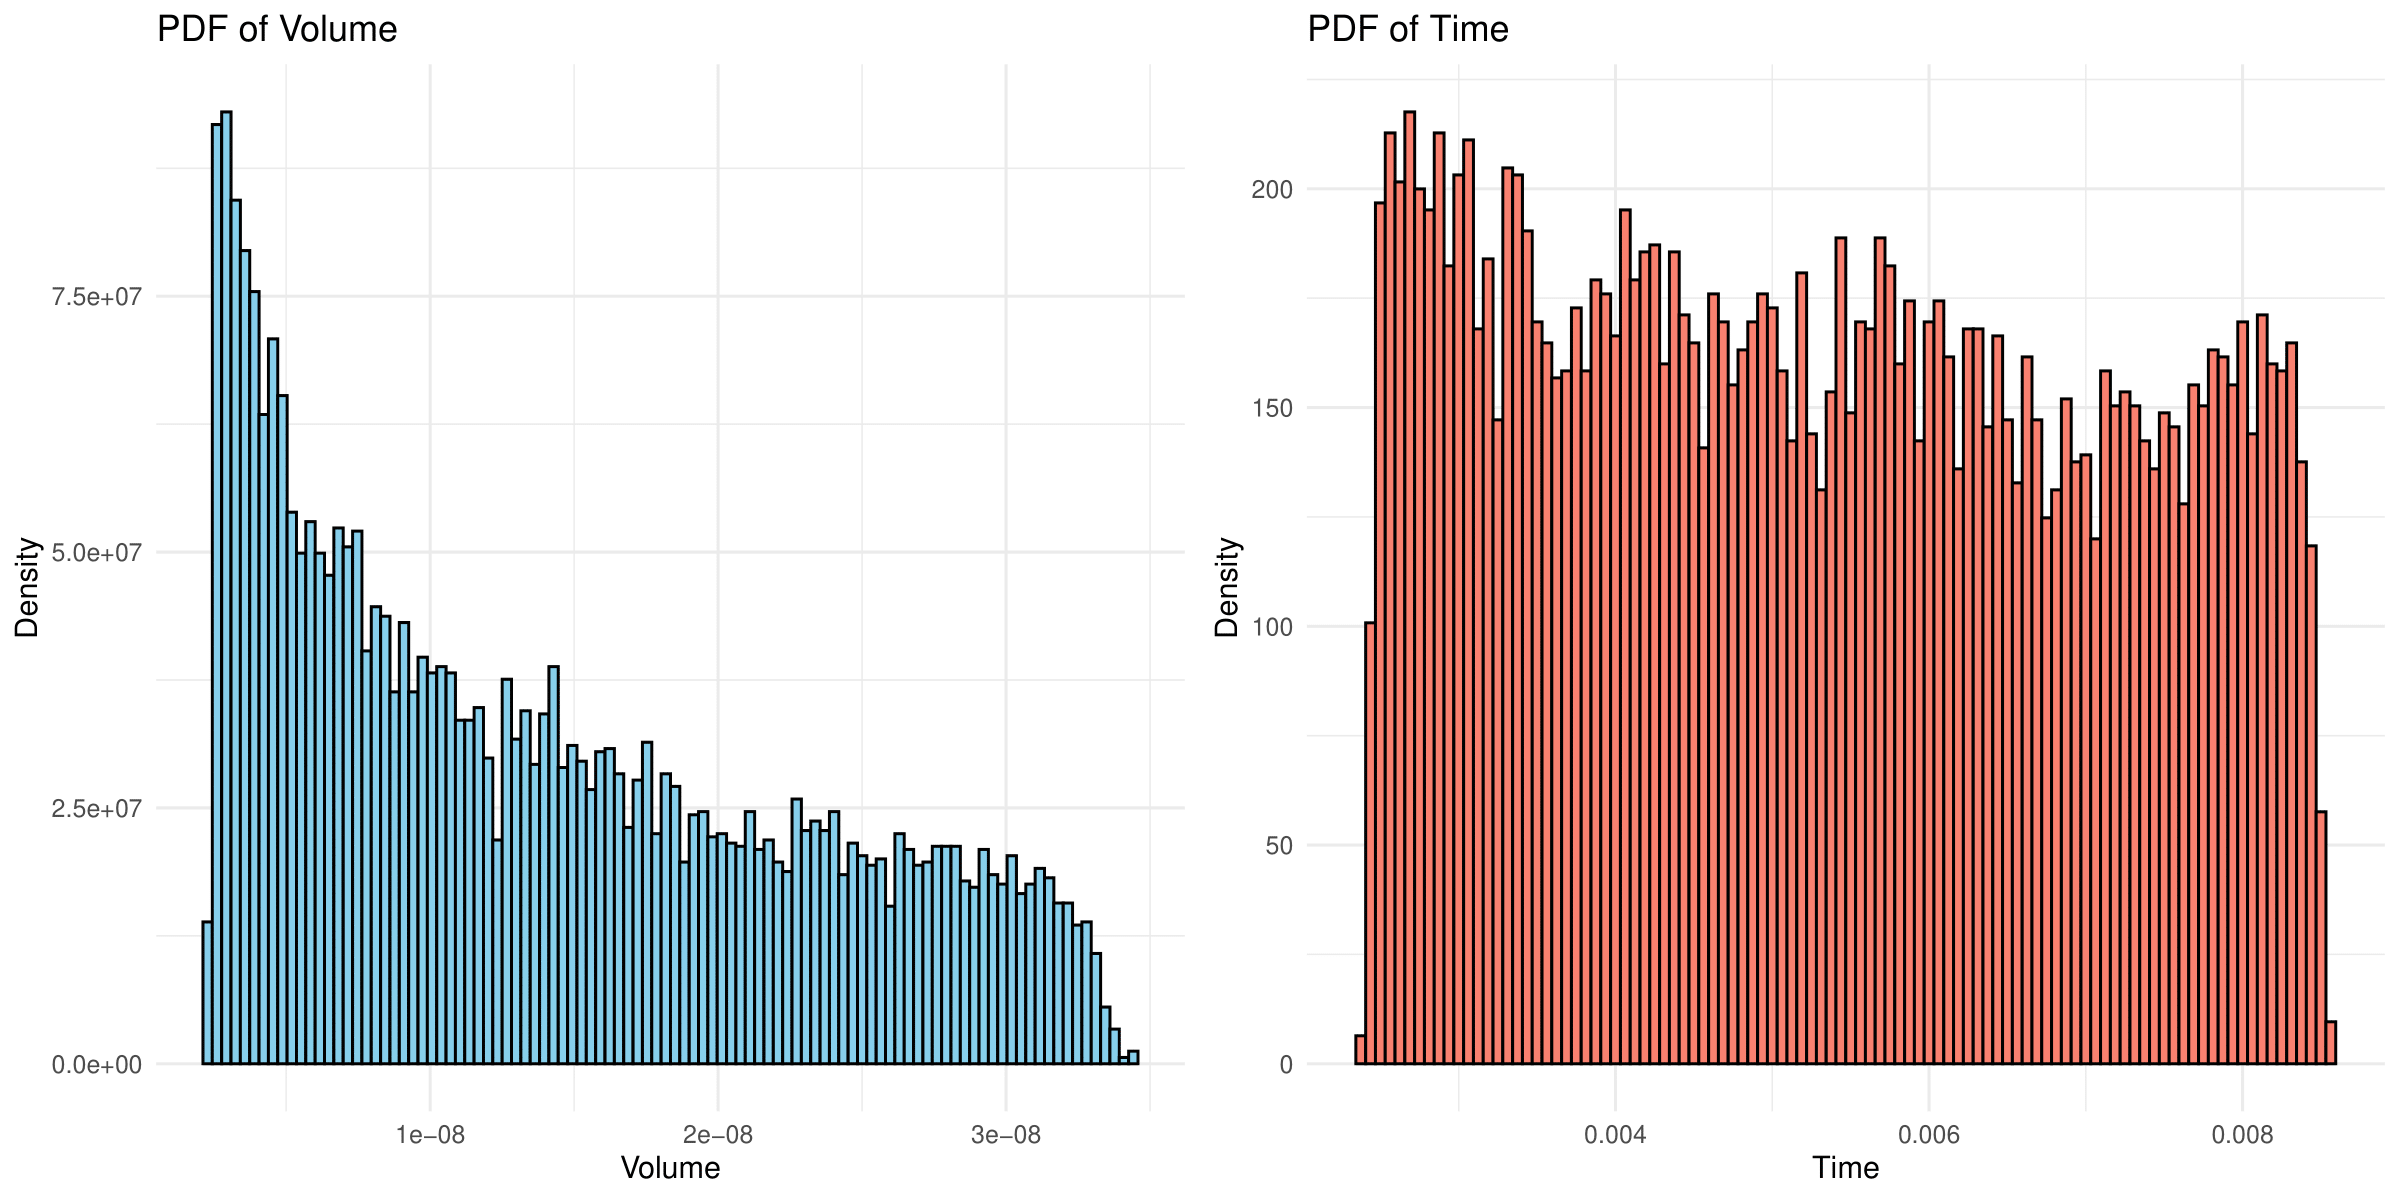 PDF of Volume
Density
7.5e+07
5.0e+07
2.5e+07
0.0e+00
1e−08 2e−08 3e−08
Volume
PDF of Time
Density
200
150
100
50
0
0.004 0.006 0.008
Time